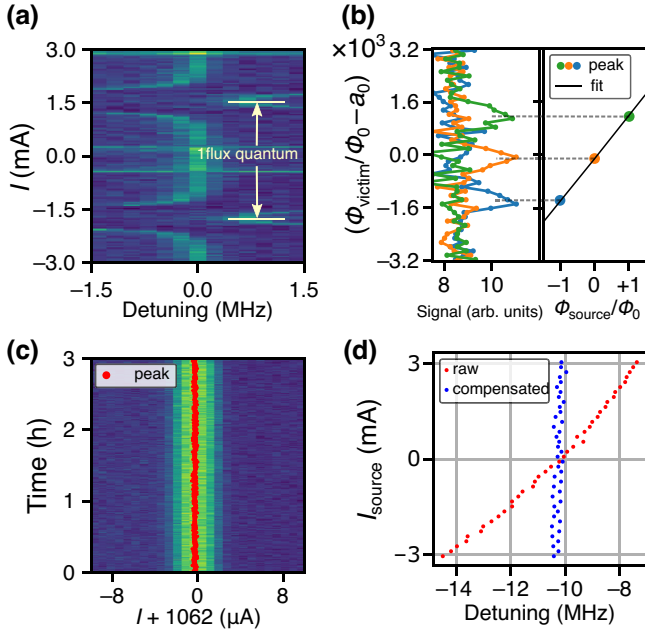 (a)
I (mA)
3.0
1.5
0.0
−1.5
−3.0
1flux quantum
−1.5
0.0
1.5
Detuning (MHz)
(b)
×10³
(Φvictim/Φ0−a0)
3.2
1.6
0.0
−1.6
−3.2
peak
fit
8
10
−1
0
+1
Signal (arb. units)
Φsource/Φ0
(c)
Time (h)
3
2
1
0
peak
−8
0
8
I + 1062 (μA)
(d)
raw
compensated
3
0
−3
Isource (mA)
−14
−12
−10
−8
Detuning (MHz)